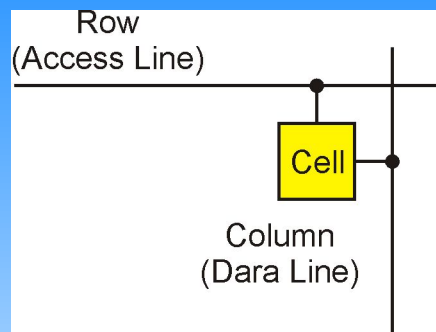 Row
(Access Line)
Cell
Column
(Dara Line)